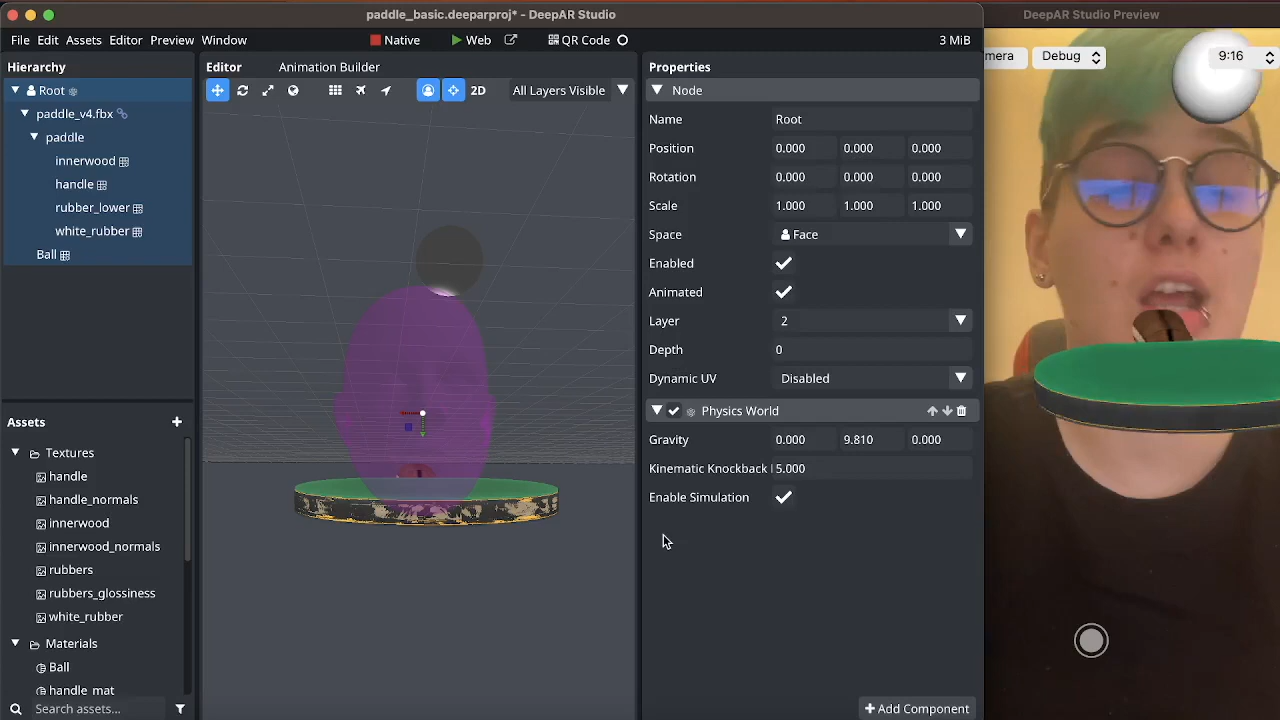 paddle_basic.deeparproj* - DeepAR Studio
DeepAR Studio Preview
File Edit Assets Editor Preview Window
Native Web QR Code
3 MiB
mera Debug 9:16
Hierarchy
Root
paddle_v4.fbx
paddle
innerwood
handle
rubber_lower
white_rubber
Ball
Editor Animation Builder
2D All Layers Visible
Properties
Node
Name Root
Position 0.000 0.000 0.000
Rotation 0.000 0.000 0.000
Scale 1.000 1.000 1.000
Space Face
Enabled
Animated
Layer 2
Depth 0
Dynamic UV Disabled
Physics World
Gravity 0.000 9.810 0.000
Kinematic Knockback 5.000
Enable Simulation
Add Component
Assets
Textures
handle
handle_normals
innerwood
innerwood_normals
rubbers
rubbers_glossiness
white_rubber
Materials
Ball
handle_mat
Search assets...